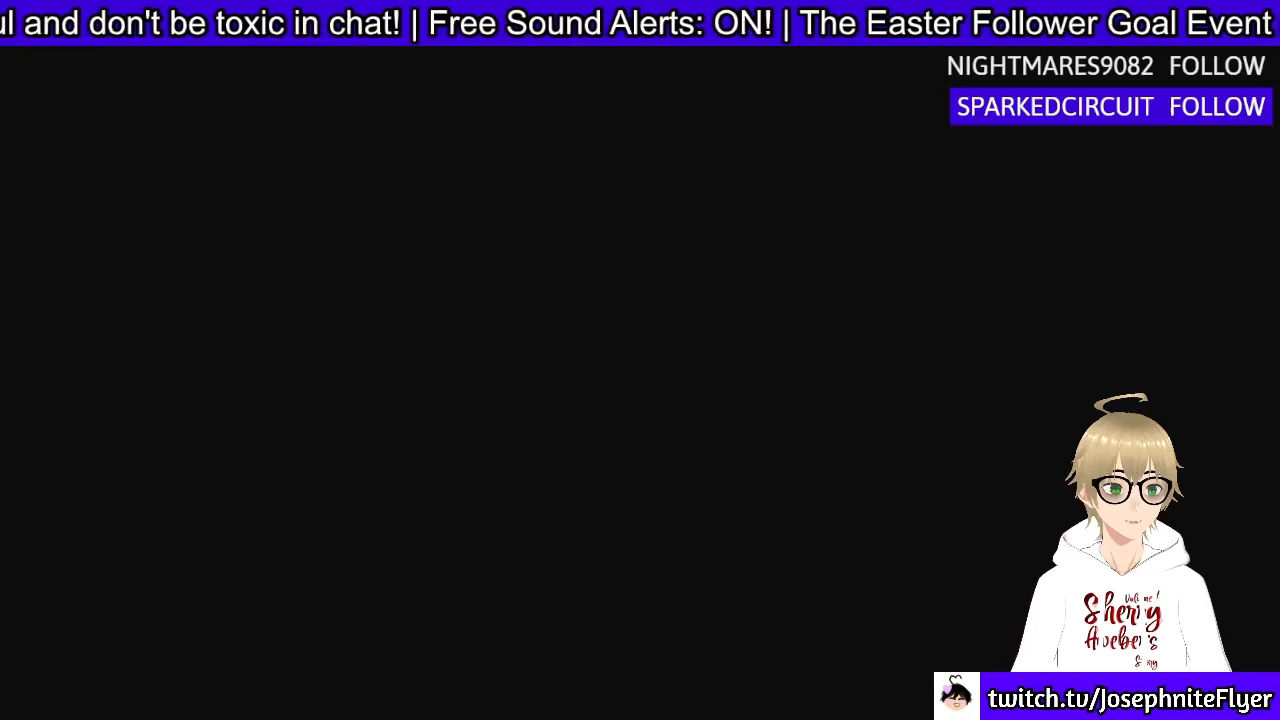 ul and don't be toxic in chat! | Free Sound Alerts: ON! | The Easter Follower Goal Event
NIGHTMARES9082 FOLLOW
SPARKEDCIRCUIT FOLLOW
Sherry
twitch.tv/JosephniteFlyer